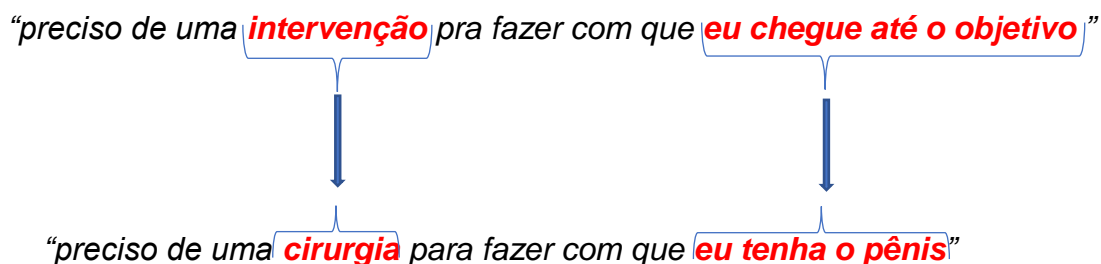 “preciso de uma intervenção pra fazer com que eu chegue até o objetivo ”
“preciso de uma cirurgia para fazer com que eu tenha o pênis”